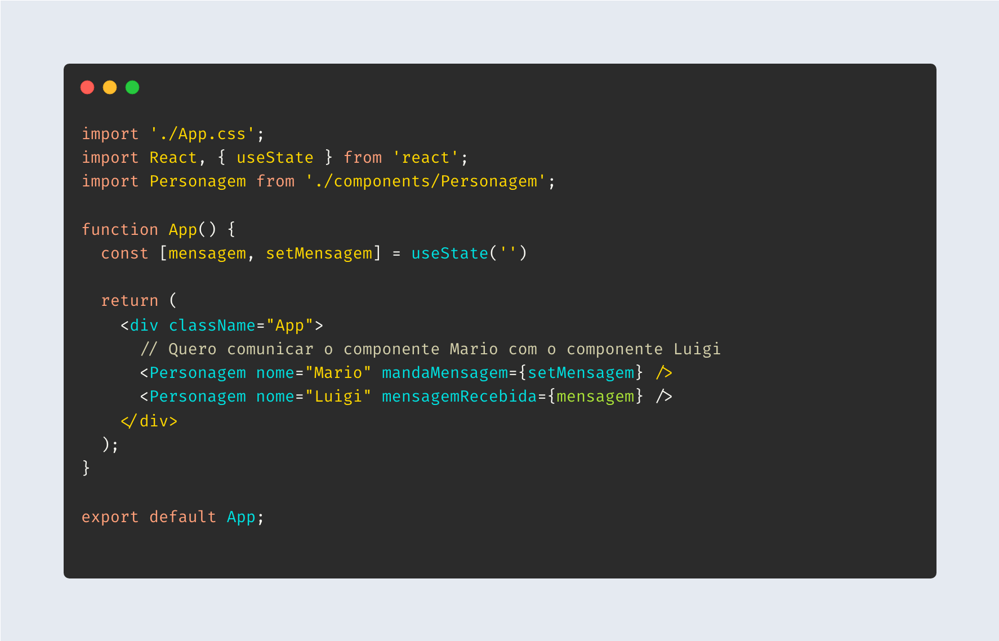 import './App.css';
import React, { useState } from 'react';
import Personagem from './components/Personagem';
function App() {
const [mensagem, setMensagem] = useState('')
return (
<div className="App">
// Quero comunicar o componente Mario com o componente Luigi
<Personagem nome="Mario" mandaMensagem={setMensagem} />
<Personagem nome="Luigi" mensagemRecebida={mensagem} />
</div>
);
}
export default App;